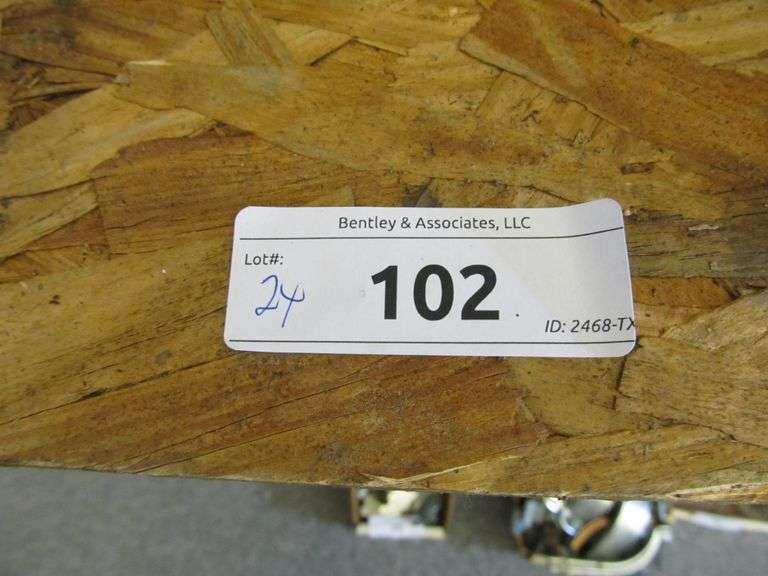 Bentley & Associates, LLC
Lot#:
24
102
ID: 2468-TX